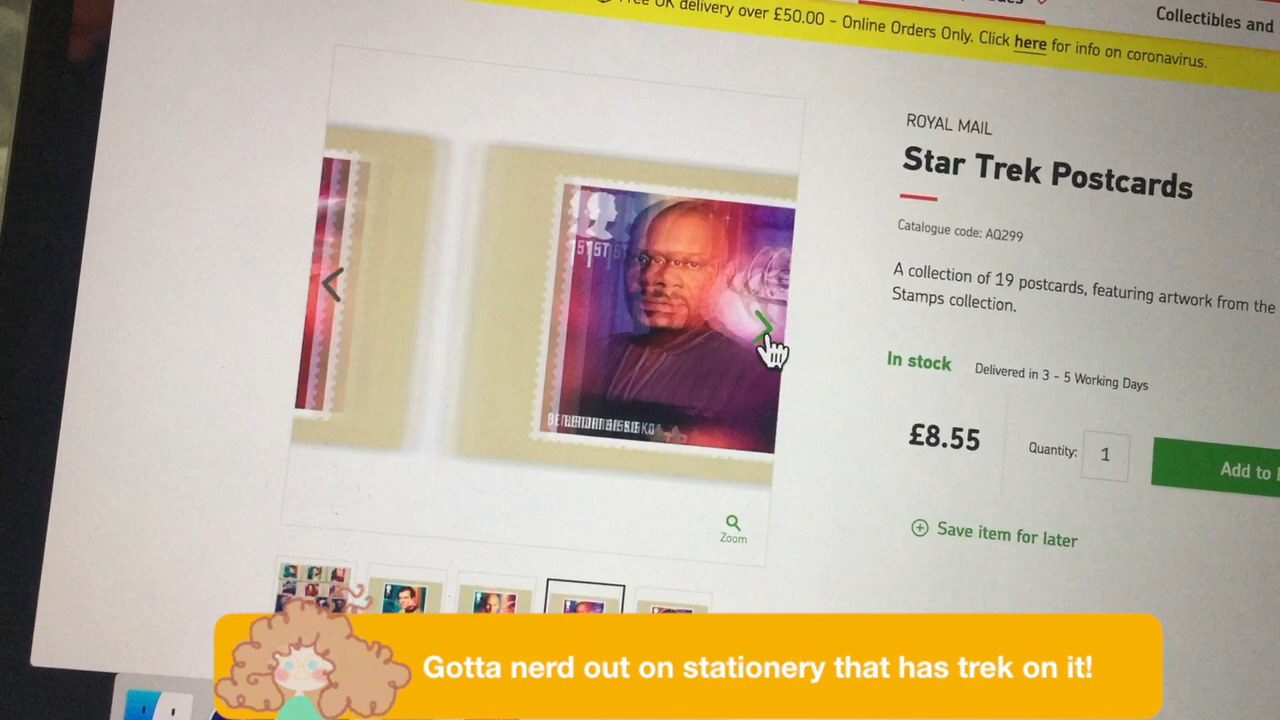 Free UK delivery over £50.00 - Online Orders Only. Click here for info on coronavirus.
Collectibles and
ROYAL MAIL
Star Trek Postcards
Catalogue code: AQ299
A collection of 19 postcards, featuring artwork from the
Stamps collection.
In stock
Delivered in 3 - 5 Working Days
£8.55
Quantity: 1
Add to
Save item for later
Zoom
Gotta nerd out on stationery that has trek on it!